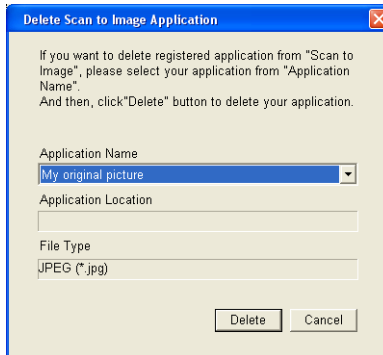 Delete Scan to Image Application
If you want to delete registered application from "Scan to
Image", please select your application from "Application
Name".
And then, click"Delete" button to delete your application.
Application Name
My original picture
Application Location
File Type
JPEG (*.jpg)
Delete Cancel